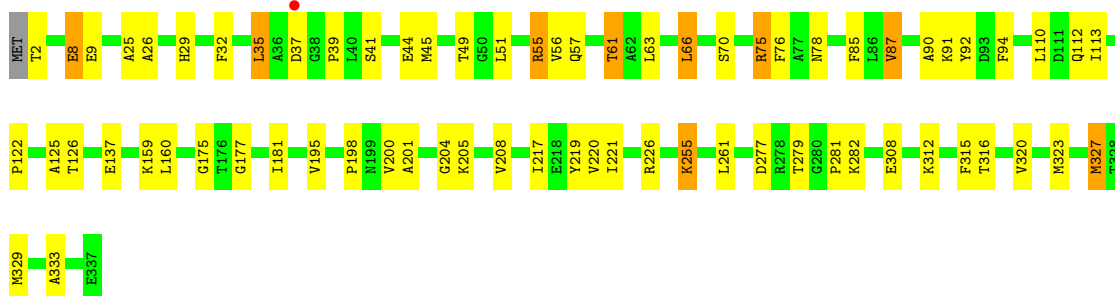 MET T2 E8 E9 A25 A26 H29 F32 L35 A36 D37 G38 P39 L40 S41 E44 M45 T49 G50 L51 R55 V56 Q57 T61 A62 L63 L66 S70 R75 F76 A77 N78 F85 L86 V87 A90 K91 Y92 D93 F94 L110 D111 Q112 I113
P122 A125 T126 E137 K159 L160 G175 T176 G177 I181 V195 P198 N199 V200 A201 G204 K205 V208 I217 E218 Y219 V220 I221 R226 K255 L261 D277 R278 T279 G280 P281 K282 E308 K312 F315 T316 V320 M323 M327 T328
M329 A333 E337